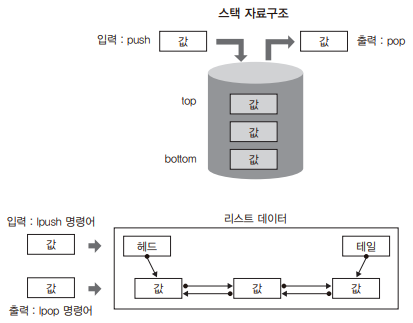 스택 자료구조
입력 : push
값
값
출력 : pop
top
값
값
bottom
값
입력 : lpush 명령어
리스트 데이터
값
헤드
테일
값
값
값
값
출력 : lpop 명령어